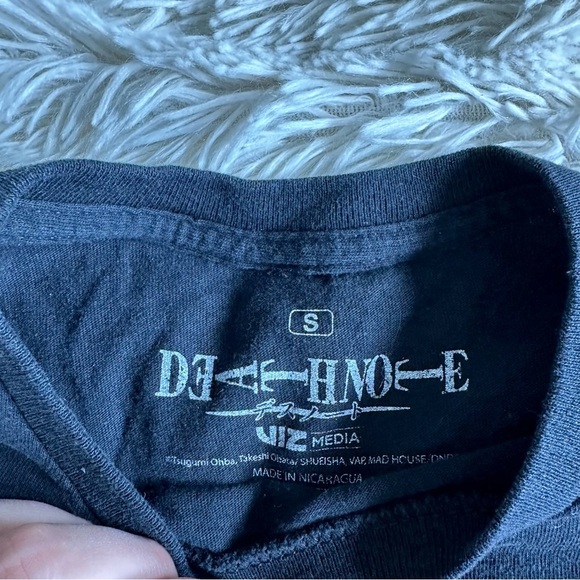 S
DEATHNOTE
デスノート
VIZ MEDIA
©Tsugumi Ohba, Takeshi Obata/ SHUEISHA, VAP, MAD HOUSE,
MADE IN NICARAGUA